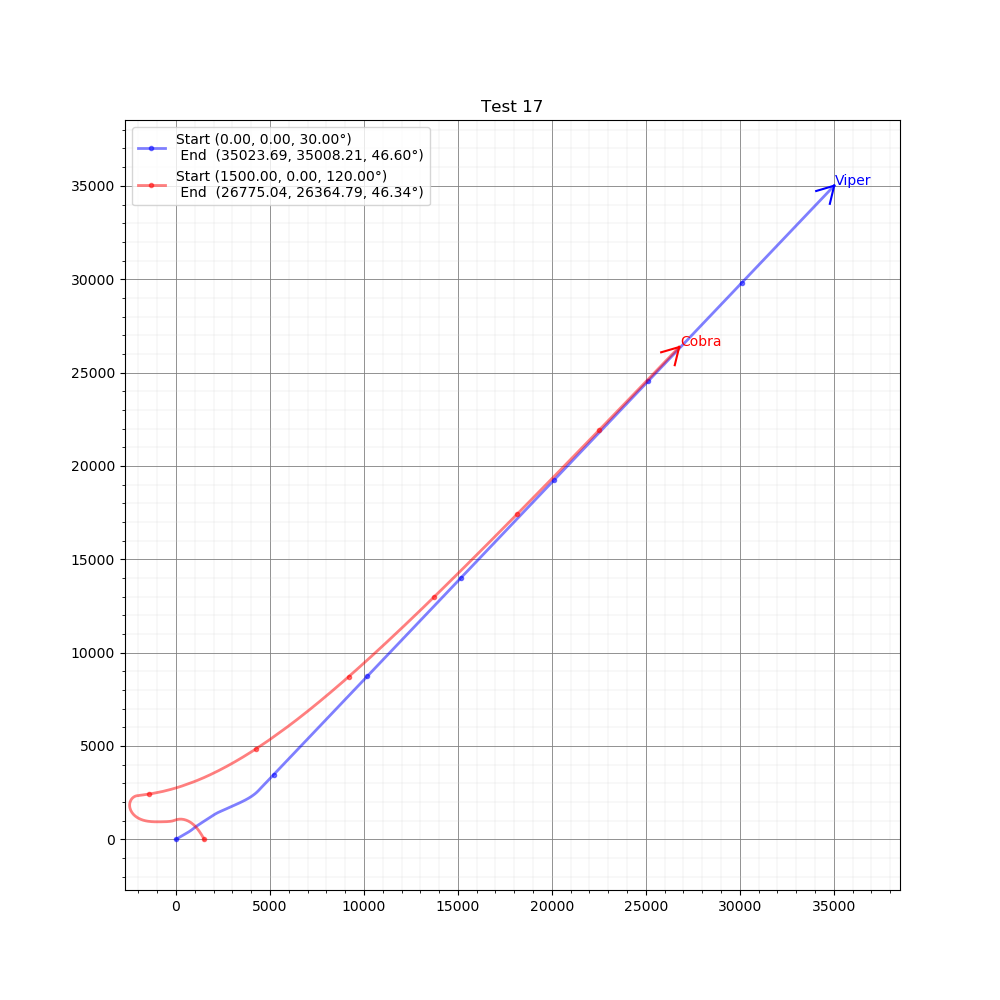 Test 17
Start (0.00, 0.00, 30.00°)
End (35023.69, 35008.21, 46.60°)
Start (1500.00, 0.00, 120.00°)
End (26775.04, 26364.79, 46.34°)
Viper
Cobra
35000
30000
25000
20000
15000
10000
5000
0
0 5000 10000 15000 20000 25000 30000 35000